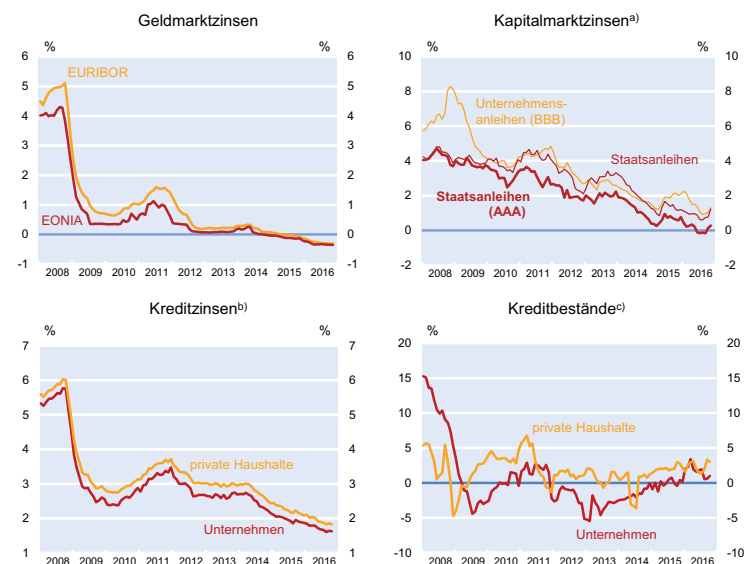 Geldmarktzinsen
% %
6 6
5 5
4 4
3 3
2 2
1 1
0 0
-1 -1
EURIBOR
EONIA
2008 2009 2010 2011 2012 2013 2014 2015 2016
Kapitalmarktzinsen a)
% %
10 10
8 8
6 6
4 4
2 2
0 0
-2 -2
Unternehmens-
anleihen (BBB)
Staatsanleihen
Staatsanleihen
(AAA)
2008 2009 2010 2011 2012 2013 2014 2015 2016
Kreditzinsen b)
% %
7 7
6 6
5 5
4 4
3 3
2 2
1 1
private Haushalte
Unternehmen
2008 2009 2010 2011 2012 2013 2014 2015 2016
Kreditbestände c)
% %
20 20
15 15
10 10
5 5
0 0
-5 -5
-10 -10
private Haushalte
Unternehmen
2008 2009 2010 2011 2012 2013 2014 2015 2016